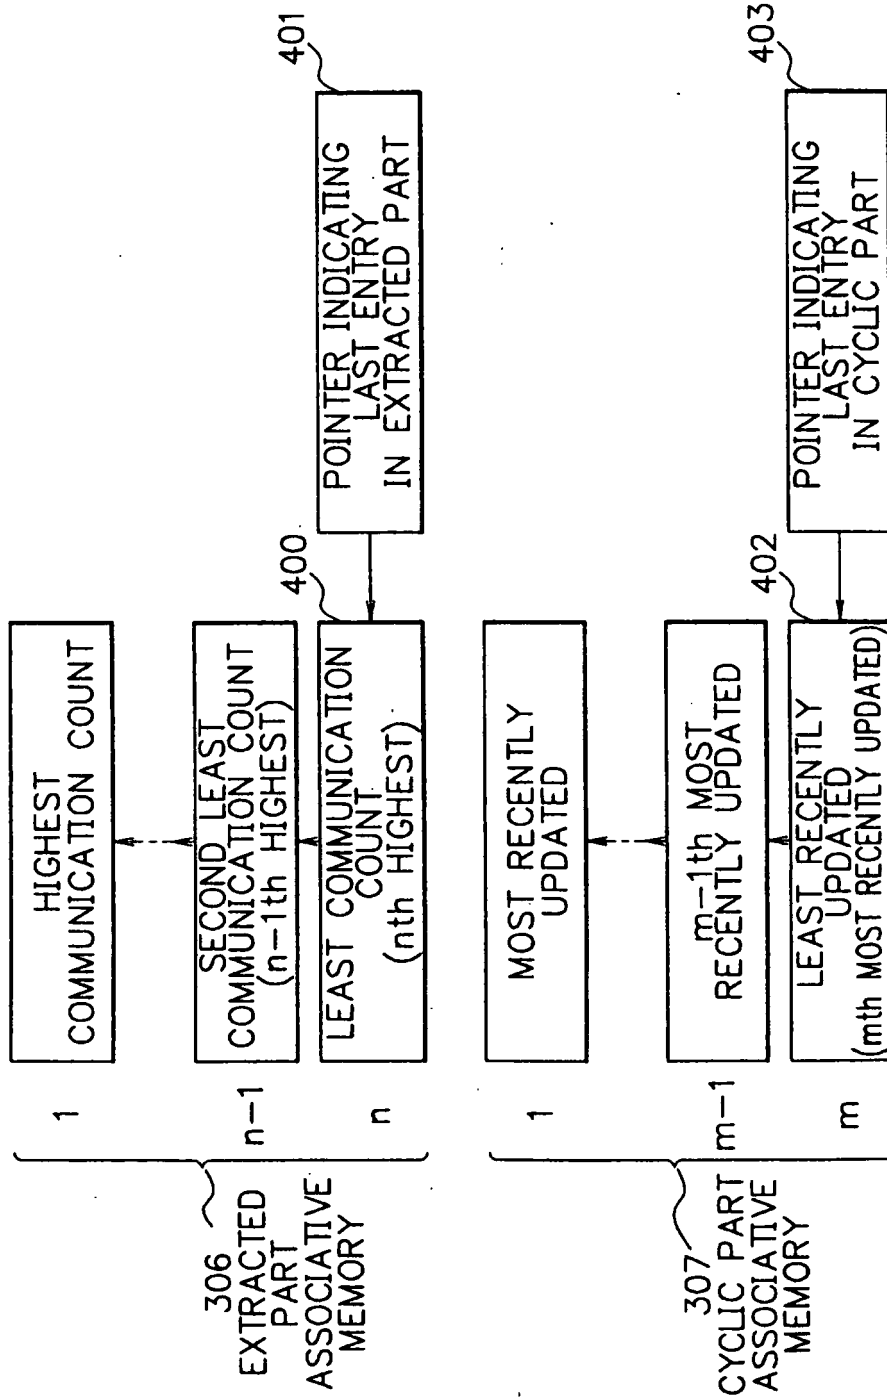 306
EXTRACTED
PART
ASSOCIATIVE
MEMORY
1
n-1
n
HIGHEST
COMMUNICATION COUNT
SECOND LEAST
COMMUNICATION COUNT
(n-1th HIGHEST)
LEAST COMMUNICATION
COUNT
(nth HIGHEST)
400
POINTER INDICATING
LAST ENTRY
IN EXTRACTED PART
401
307
CYCLIC PART
ASSOCIATIVE
MEMORY
1
m-1
m
MOST RECENTLY
UPDATED
m-1th MOST
RECENTLY UPDATED
LEAST RECENTLY
UPDATED
(mth MOST RECENTLY UPDATED)
402
POINTER INDICATING
LAST ENTRY
IN CYCLIC PART
403